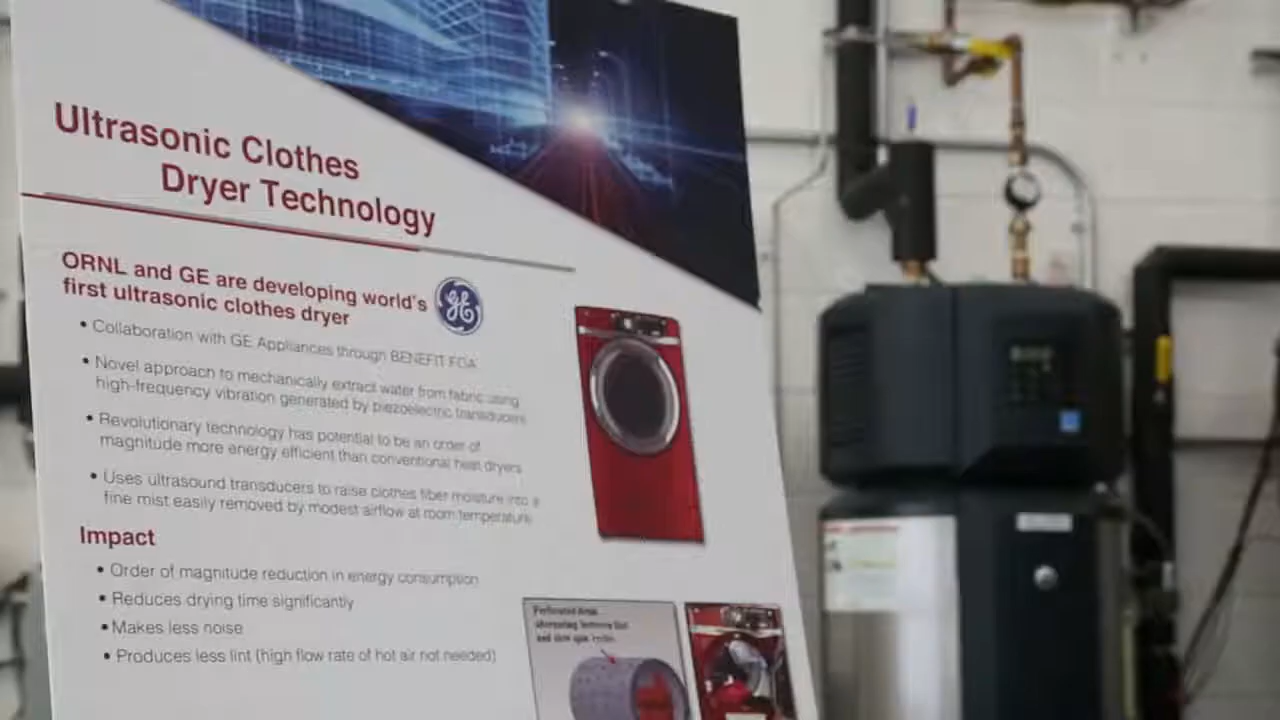 Ultrasonic Clothes
Dryer Technology
ORNL and GE are developing world's
first ultrasonic clothes dryer
GE
• Collaboration with GE Appliances through BENEFIT FOA
• Novel approach to mechanically extract water from fabric using
high-frequency vibration generated by piezoelectric transducers
• Revolutionary technology has potential to be an order of
magnitude more energy efficient than conventional heat dryers
• Uses ultrasound transducers to raise clothes fiber moisture into a
fine mist easily removed by modest airflow at room temperature
Impact
• Order of magnitude reduction in energy consumption
• Reduces drying time significantly
• Makes less noise
• Produces less lint (high flow rate of hot air not needed)